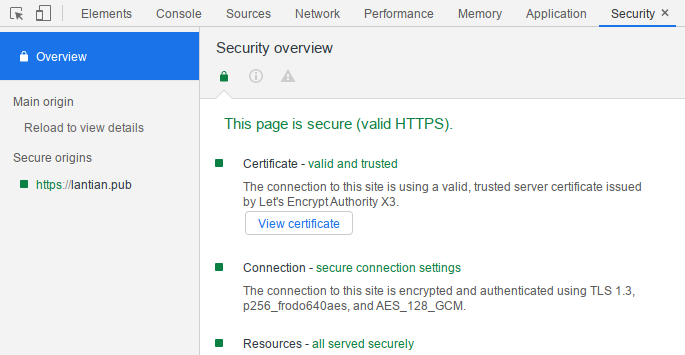 Elements Console Sources Network Performance Memory Application Security ×
Overview
Main origin
Reload to view details
Secure origins
https://lantian.pub
Security overview
This page is secure (valid HTTPS).
Certificate - valid and trusted
The connection to this site is using a valid, trusted server certificate issued
by Let's Encrypt Authority X3.
View certificate
Connection - secure connection settings
The connection to this site is encrypted and authenticated using TLS 1.3,
p256_frodo640aes, and AES_128_GCM.
Resources - all served securely